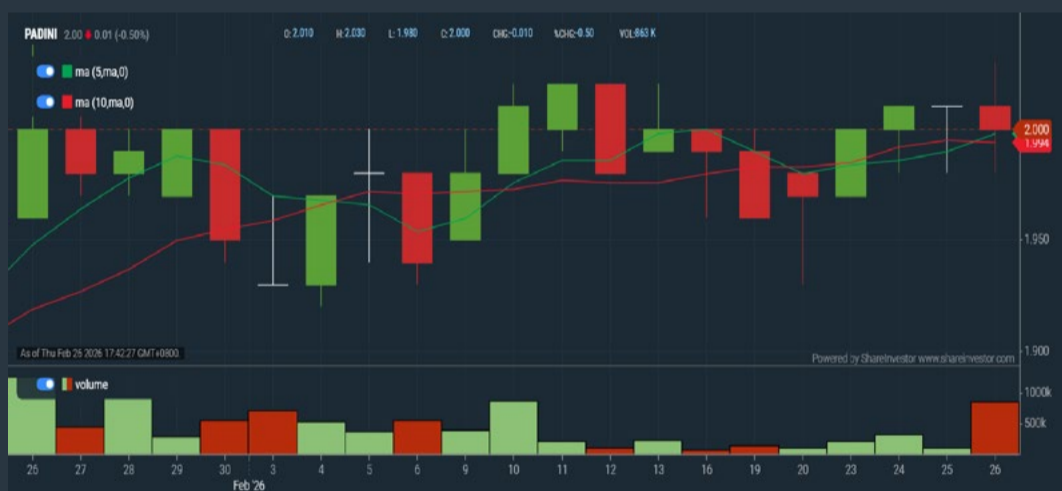 PADINI 2.00 0.01 (-0.50%) O: 2.010 H: 2.030 L: 1.980 C: 2.000 CHG:-0.010 %CHG:-0.50 VOL:863 K
ma (5,ma,0)
ma (10,ma,0)
2.000
1.994
1.950
1.900
As of Thu Feb 26 2026 17:42:27 GMT+0800.
Powered by ShareInvestor www.shareinvestor.com
volume
1000k
500k
26 27 28 29 30 3 4 5 6 9 10 11 12 13 16 19 20 23 24 25 26
Feb '26